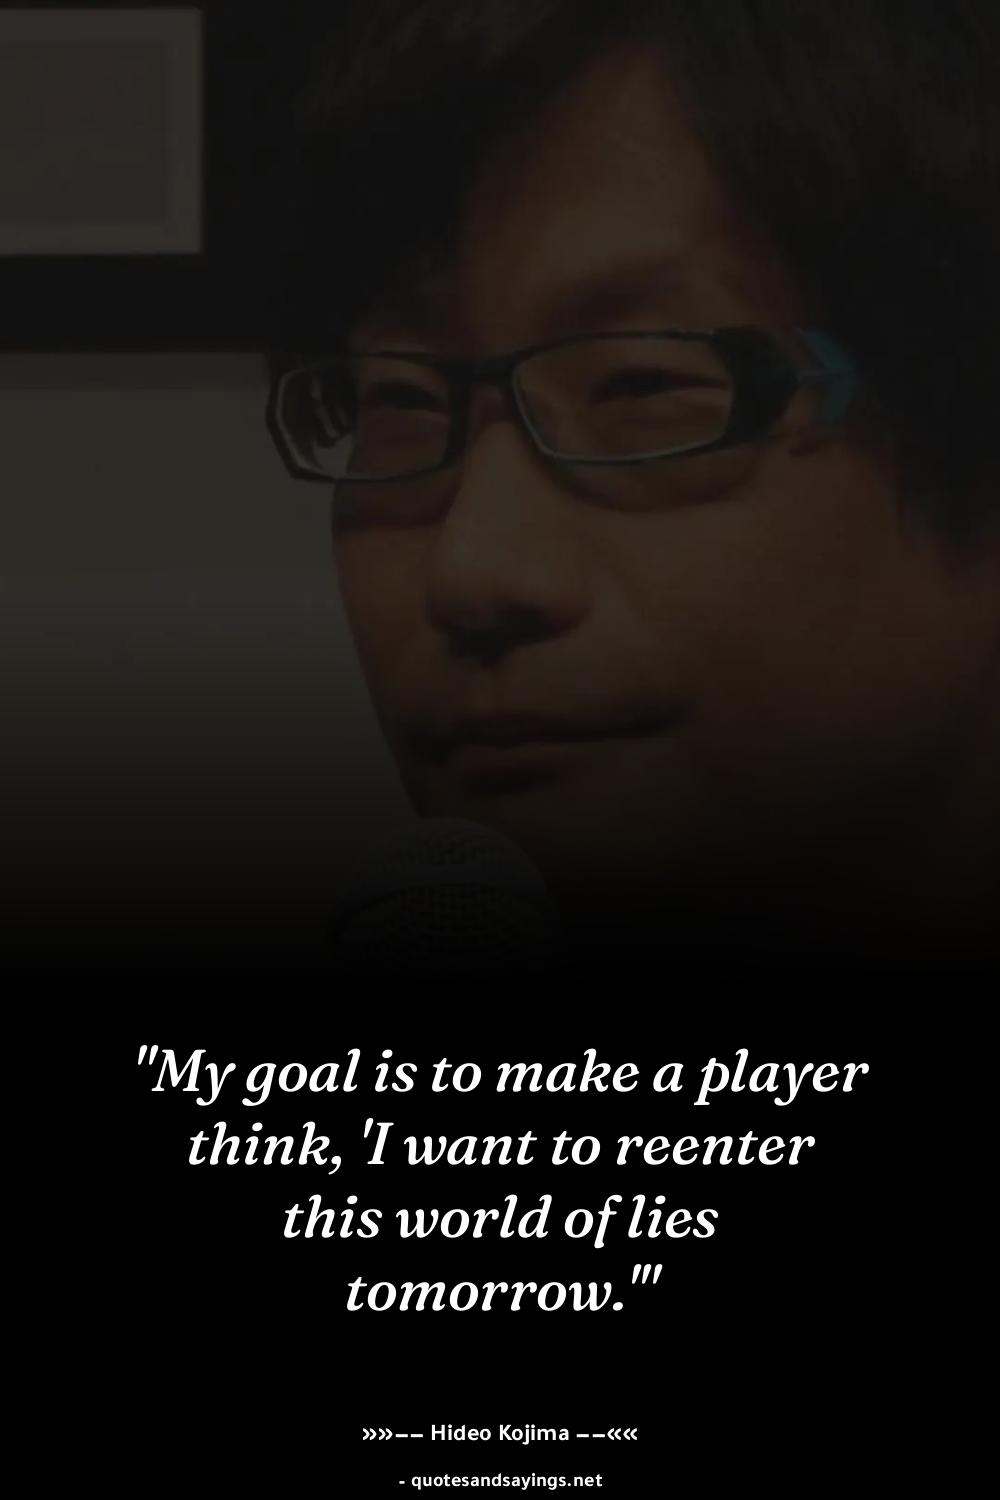 "My goal is to make a player
think, 'I want to reenter
this world of lies
tomorrow.'"
»»−− Hideo Kojima −−««
- quotesandsayings.net